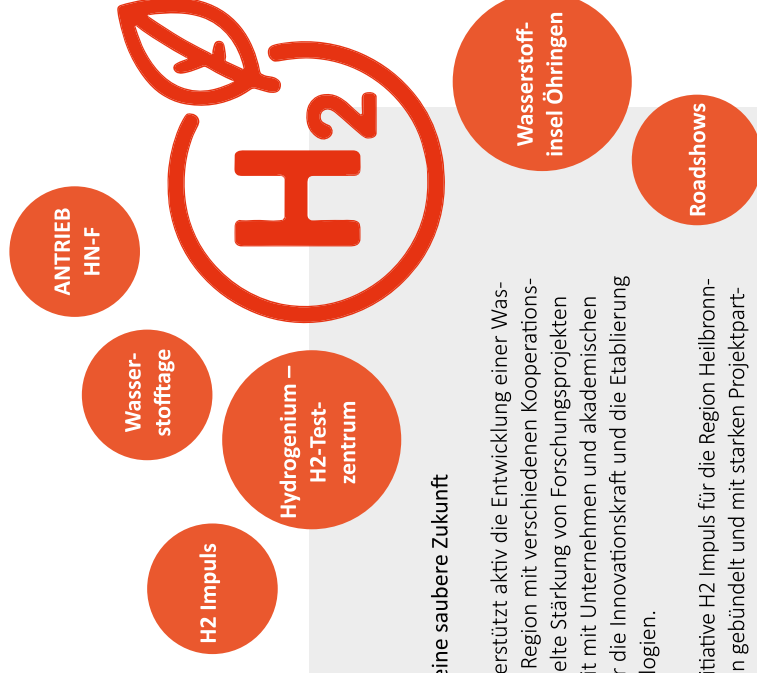 H2 Impuls
Wasser-
stofftage
ANTRIEB
HN-F
Hydrogenium –
H2-Test-
zentrum
H2
Wasserstoff-
insel Öhringen
Roadshows
eine saubere Zukunft
erstützt aktiv die Entwicklung einer Was-
Region mit verschiedenen Kooperations-
elte Stärkung von Forschungsprojekten
it mit Unternehmen und akademischen
r die Innovationskraft und die Etablierung
logien.
itiative H2 Impuls für die Region Heilbronn-
n gebündelt und mit starken Projektpart-